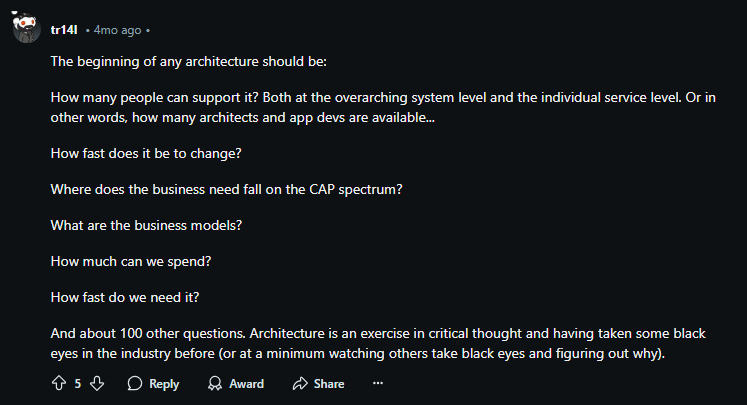 tr14l • 4mo ago •
The beginning of any architecture should be:
How many people can support it? Both at the overarching system level and the individual service level. Or in
other words, how many architects and app devs are available...
How fast does it be to change?
Where does the business need fall on the CAP spectrum?
What are the business models?
How much can we spend?
How fast do we need it?
And about 100 other questions. Architecture is an exercise in critical thought and having taken some black
eyes in the industry before (or at a minimum watching others take black eyes and figuring out why).
5 Reply Award Share ...